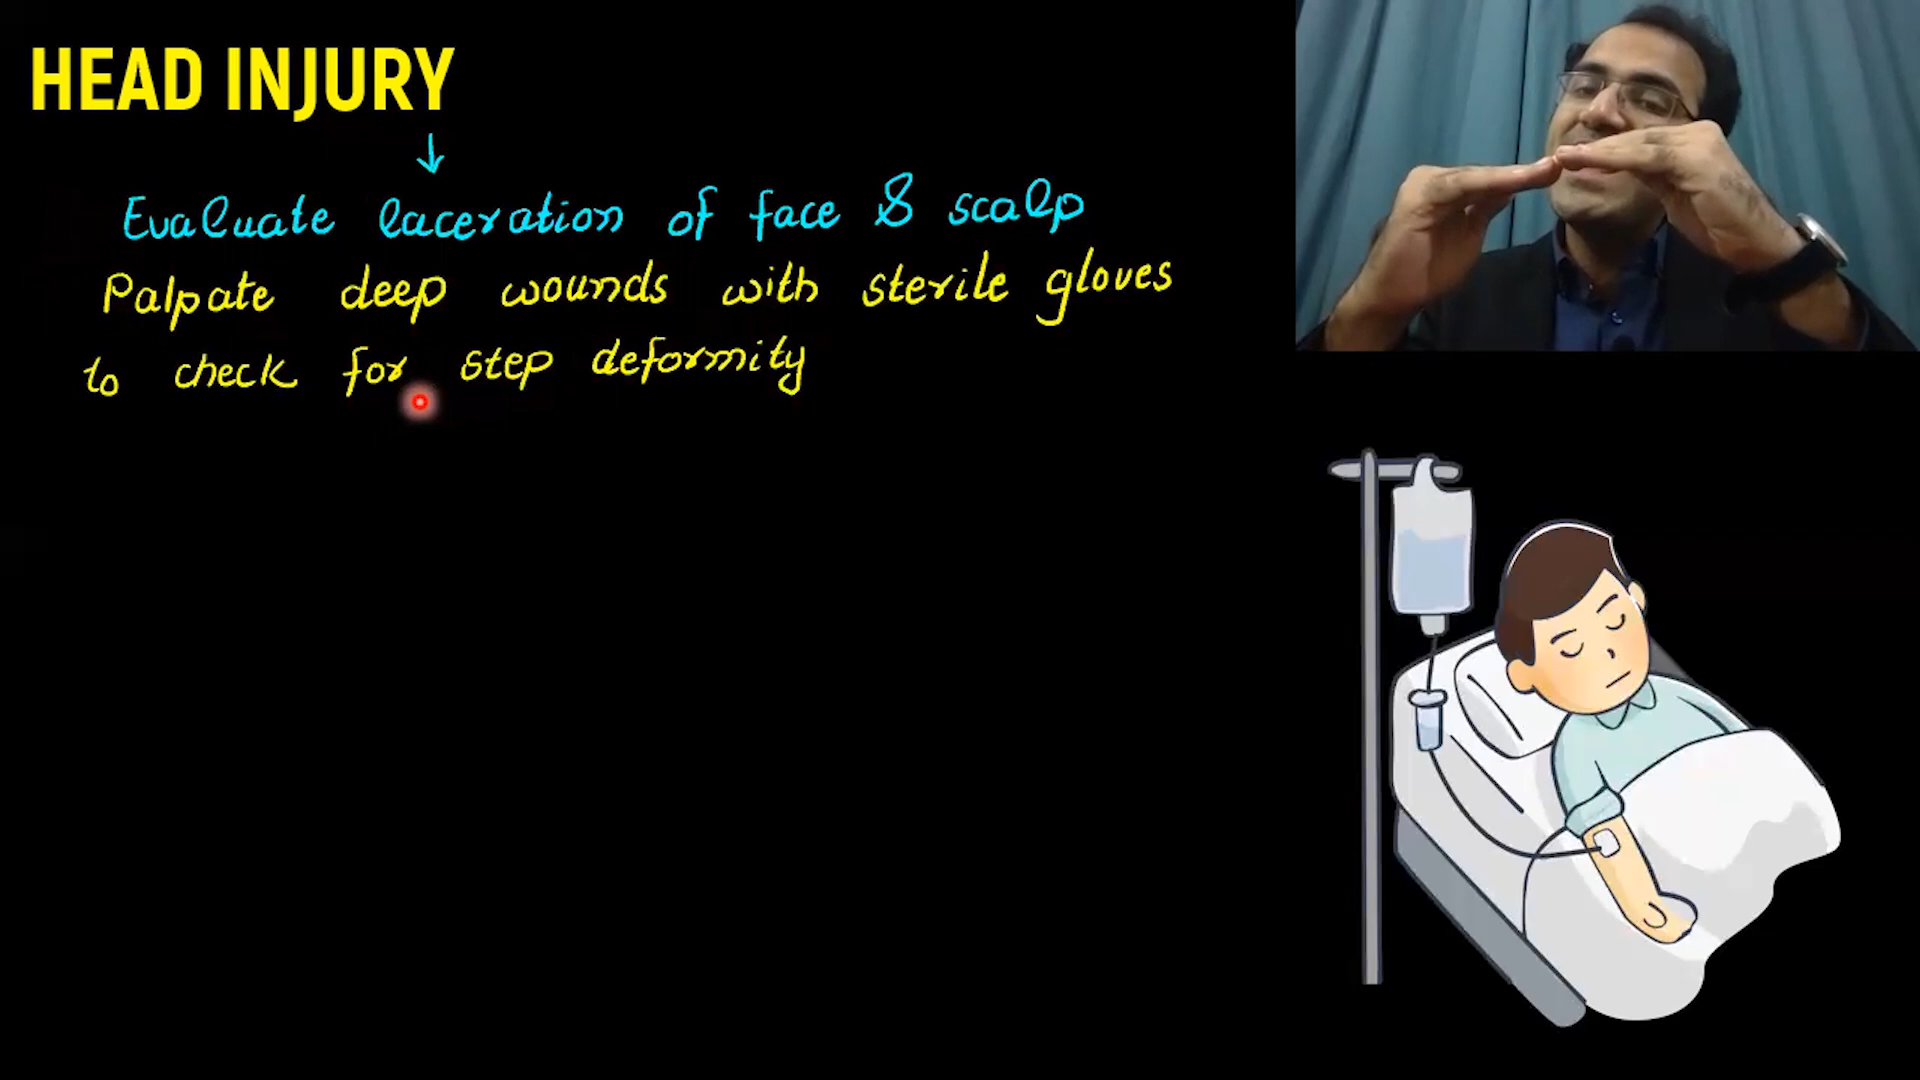 HEAD INJURY
↓
Evaluate laceration of face & scalp
Palpate deep wounds with sterile gloves
to check for step deformity